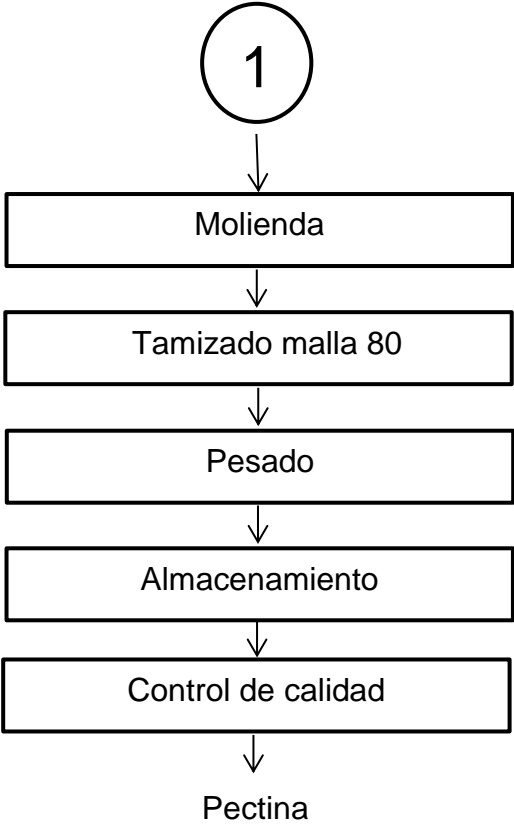 1
Molienda
Tamizado malla 80
Pesado
Almacenamiento
Control de calidad
Pectina